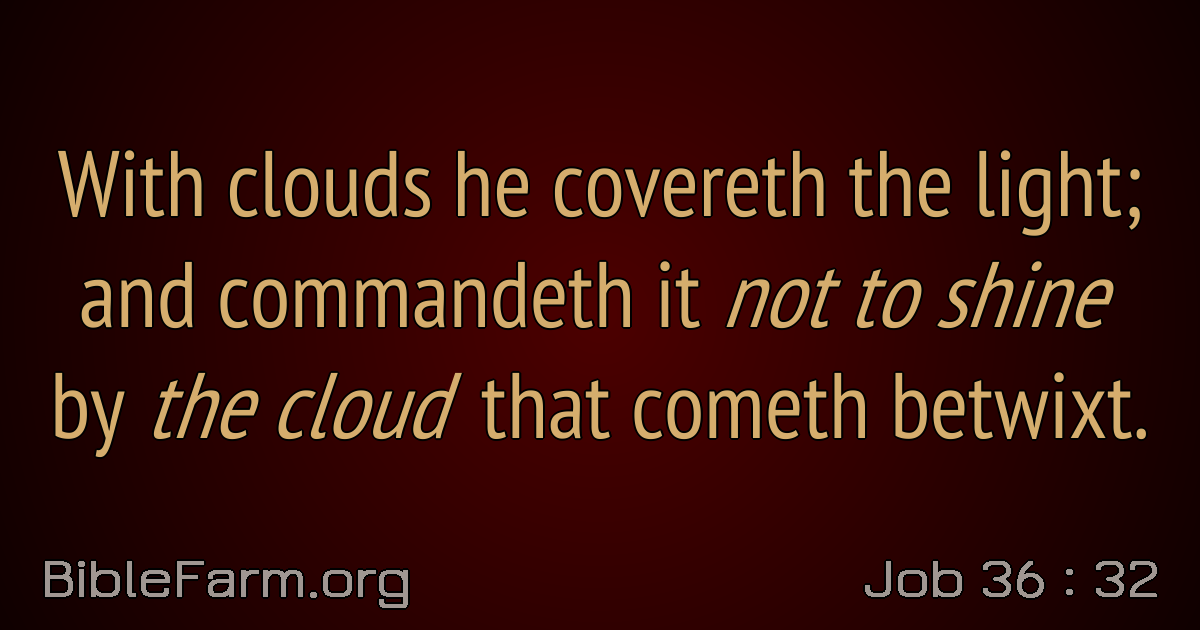 With clouds he covereth the light;
and commandeth it not to shine
by the cloud that cometh betwixt.
BibleFarm.org
Job 36 : 32